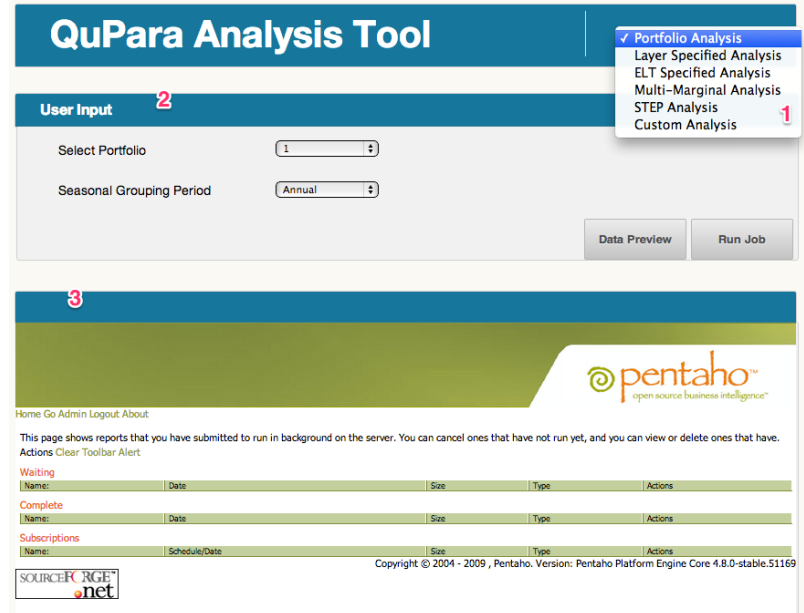 QuPara Analysis Tool
✓ Portfolio Analysis
Layer Specified Analysis
ELT Specified Analysis
Multi-Marginal Analysis
STEP Analysis
Custom Analysis
1
User Input
2
Select Portfolio 1
Seasonal Grouping Period Annual
Data Preview Run Job
3
pentaho™
open source business intelligence™
Home Go Admin Logout About
This page shows reports that you have submitted to run in background on the server. You can cancel ones that have not run yet, and you can view or delete ones that have.
Actions Clear Toolbar Alert
Waiting
Name: Date Size Type Actions
Complete
Name: Date Size Type Actions
Subscriptions
Name: Schedule/Date Size Type Actions
Copyright © 2004 - 2009 , Pentaho. Version: Pentaho Platform Engine Core 4.8.0-stable.51169
SOURCEFORGE™
.net